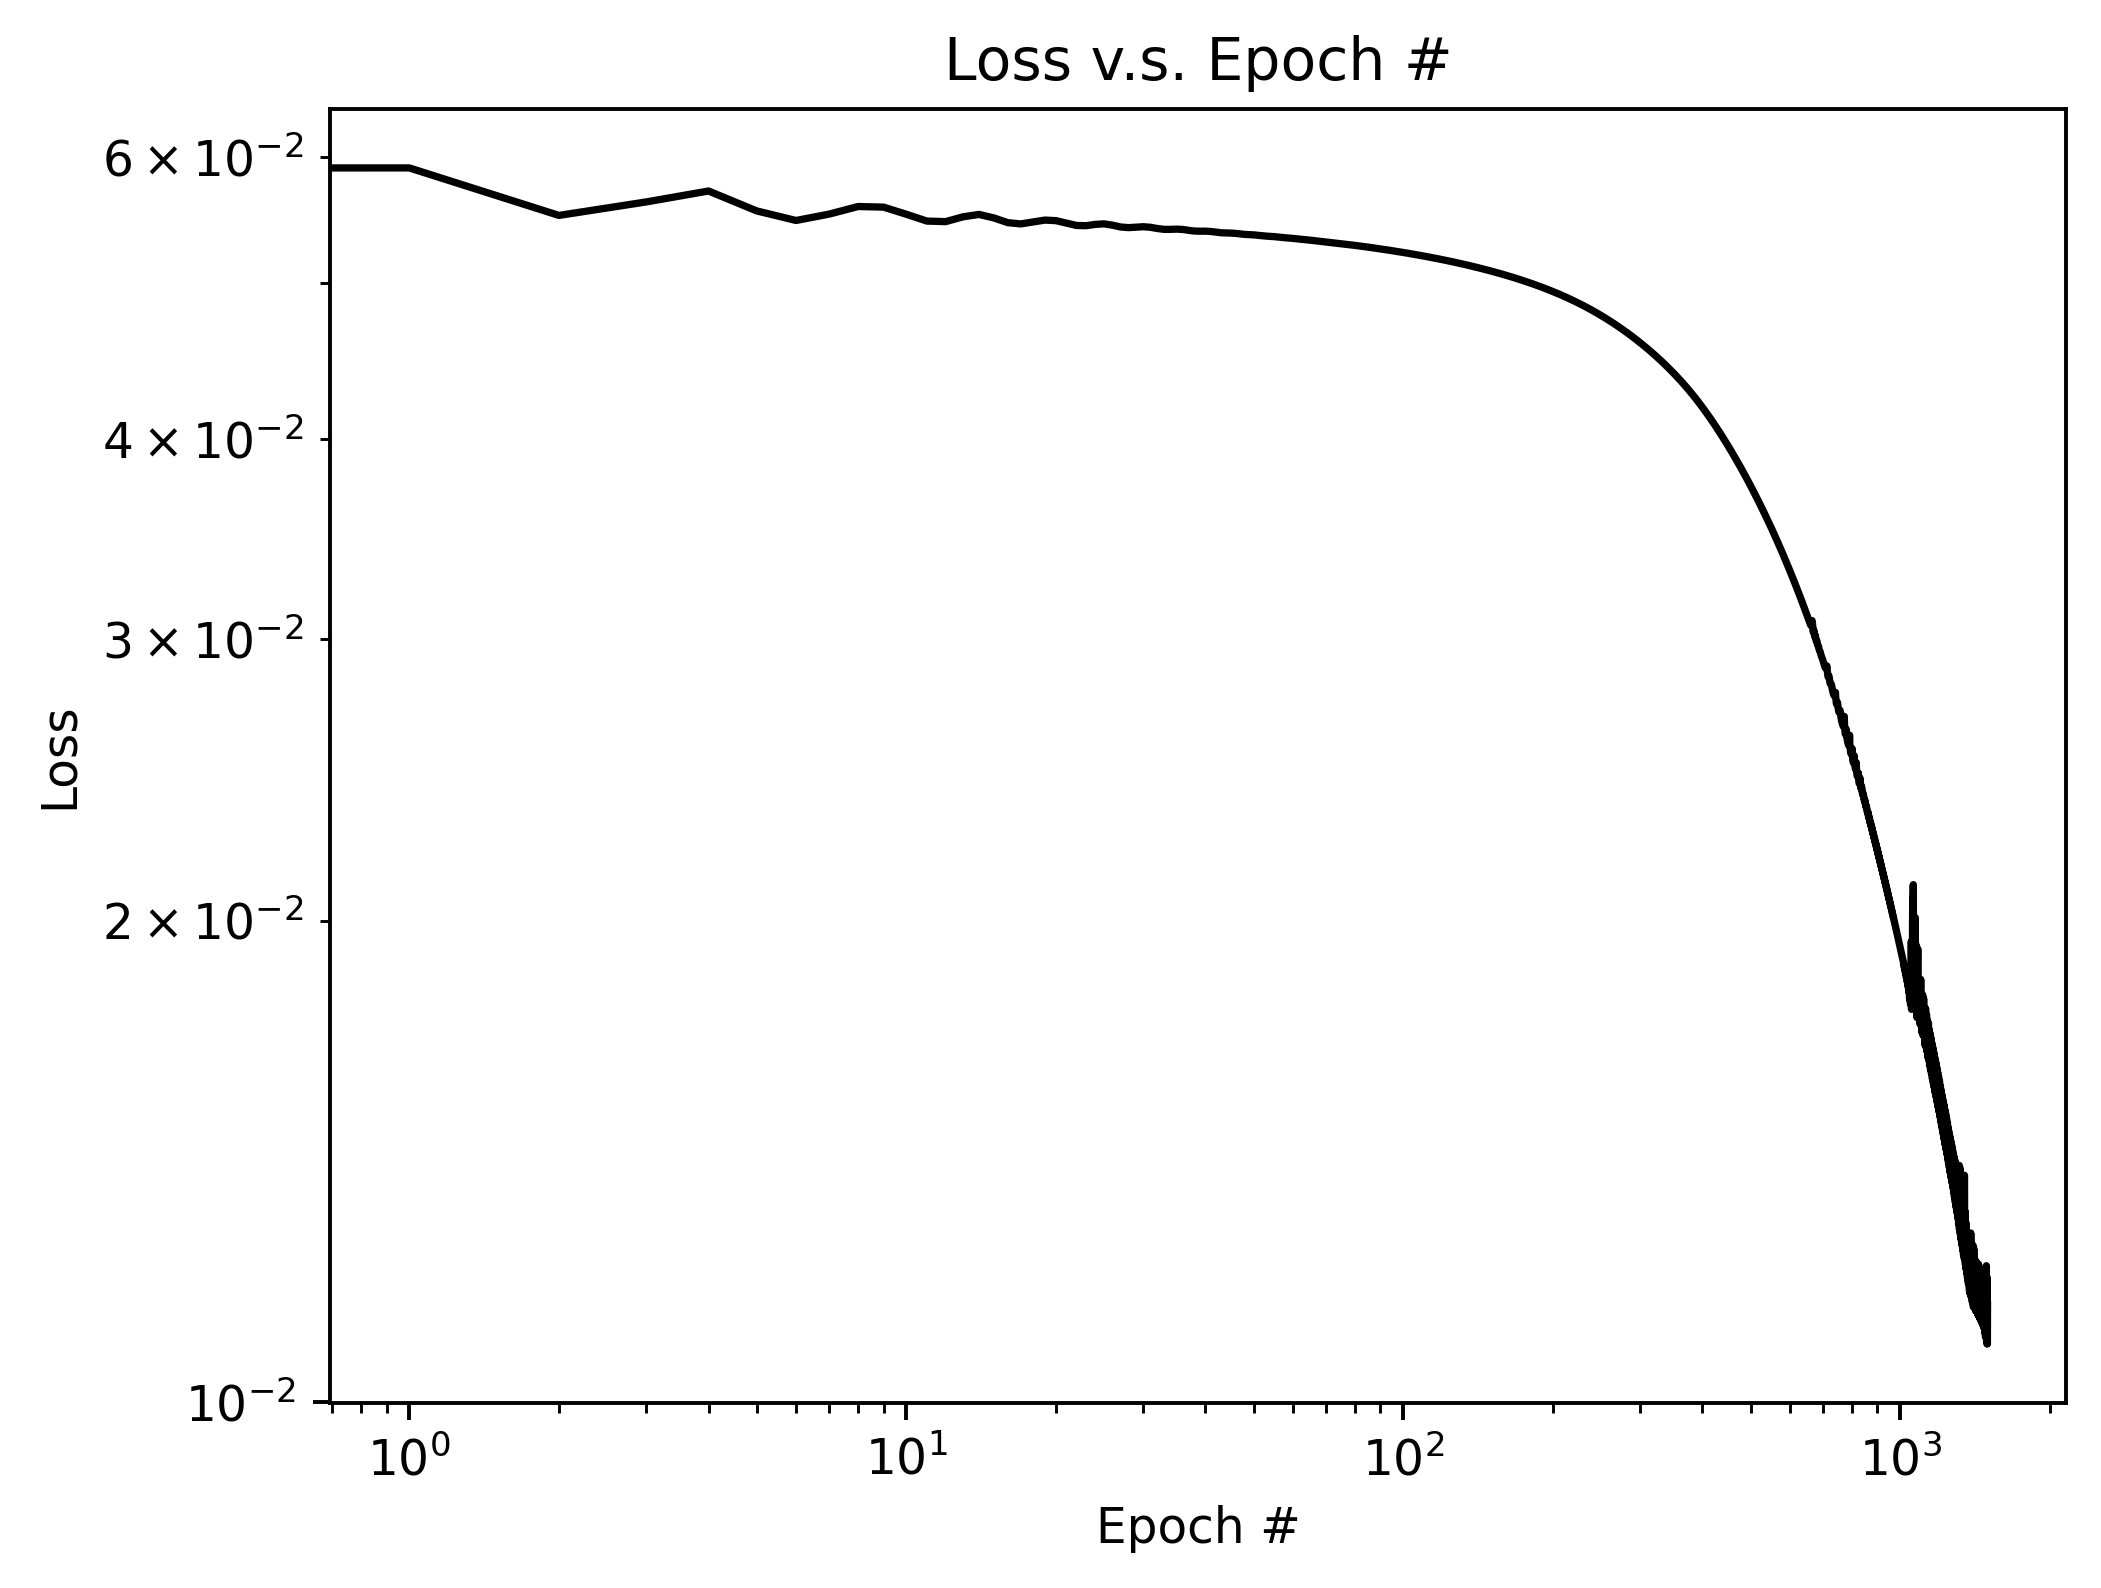 Loss v.s. Epoch #
6 × 10⁻²
4 × 10⁻²
3 × 10⁻²
2 × 10⁻²
10⁻²
Loss
10⁰ 10¹ 10² 10³
Epoch #